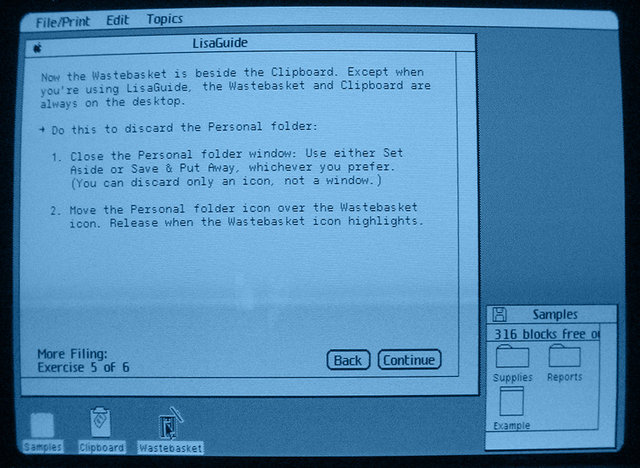 File/Print Edit Topics
LisaGuide
Now the Wastebasket is beside the Clipboard. Except when
you're using LisaGuide, the Wastebasket and Clipboard are
always on the desktop.
→ Do this to discard the Personal folder:
1. Close the Personal folder window: Use either Set
Aside or Save & Put Away, whichever you prefer.
(You can discard only an icon, not a window.)
2. Move the Personal folder icon over the Wastebasket
icon. Release when the Wastebasket icon highlights.
More Filing:
Exercise 5 of 6
Back Continue
Samples
316 blocks free
Supplies Reports
Example
Samples Clipboard Wastebasket